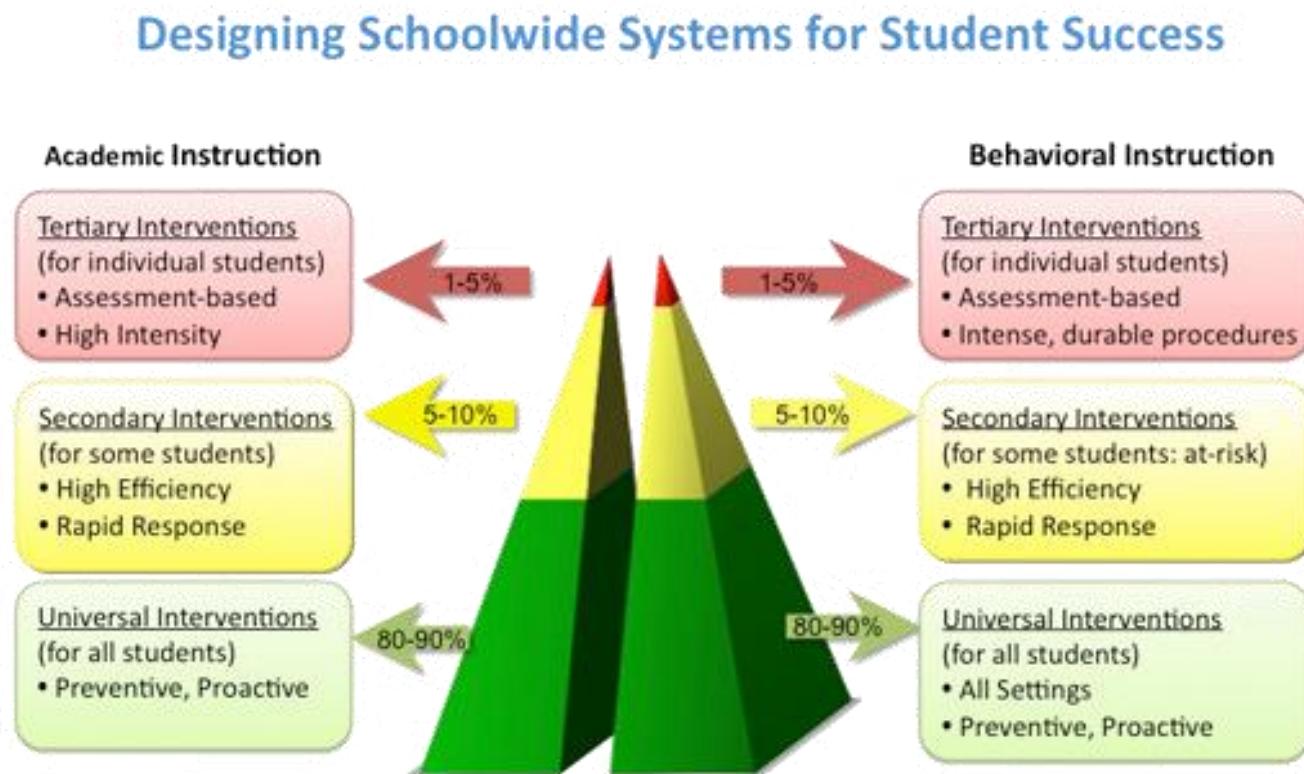 Designing Schoolwide Systems for Student Success
Academic Instruction
Tertiary Interventions
(for individual students)
• Assessment-based
• High Intensity
1-5%
Secondary Interventions
(for some students)
• High Efficiency
• Rapid Response
5-10%
Universal Interventions
(for all students)
• Preventive, Proactive
80-90%
Behavioral Instruction
1-5%
Tertiary Interventions
(for individual students)
• Assessment-based
• Intense, durable procedures
5-10%
Secondary Interventions
(for some students: at-risk)
• High Efficiency
• Rapid Response
80-90%
Universal Interventions
(for all students)
• All Settings
• Preventive, Proactive